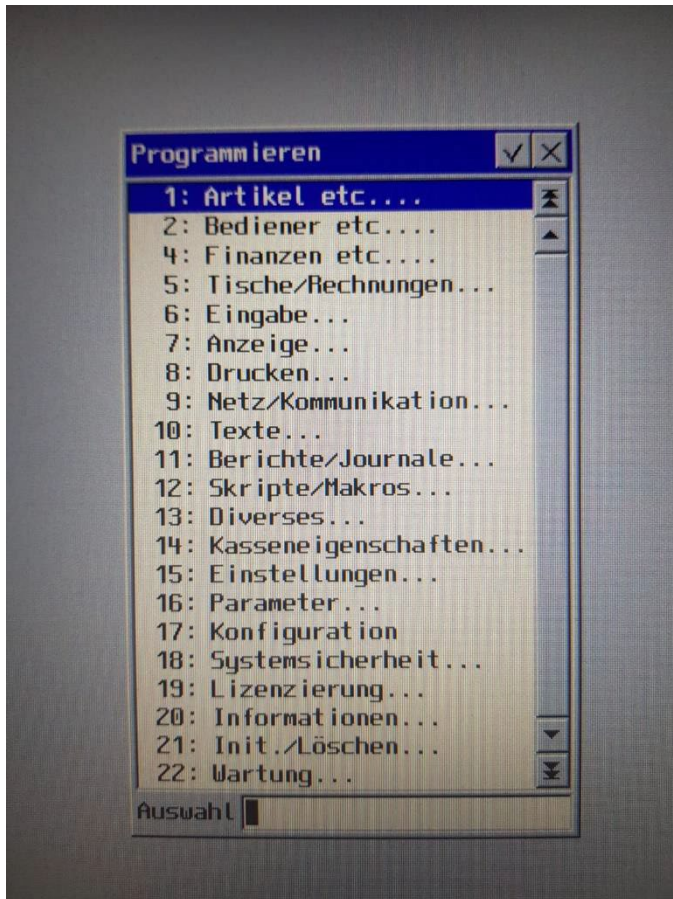 Programmieren
1: Artikel etc....
2: Bediener etc....
4: Finanzen etc....
5: Tische/Rechnungen...
6: Eingabe...
7: Anzeige...
8: Drucken...
9: Netz/Kommunikation...
10: Texte...
11: Berichte/Journale...
12: Skripte/Makros...
13: Diverses...
14: Kasseneigenschaften...
15: Einstellungen...
16: Parameter...
17: Konfiguration
18: Systemsicherheit...
19: Lizenzierung...
20: Informationen...
21: Init./Löschen...
22: Wartung...
Auswahl